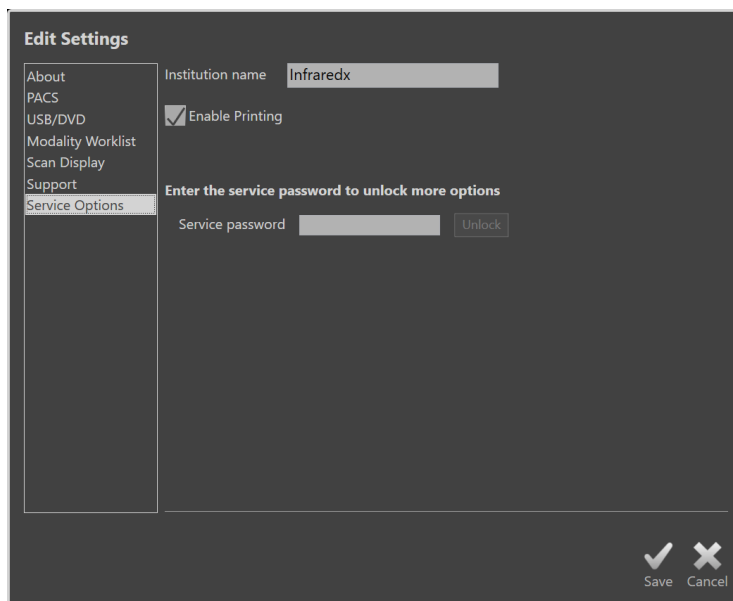 Edit Settings
About
PACS
USB/DVD
Modality Worklist
Scan Display
Support
Service Options
Institution name Infraredx
Enable Printing
Enter the service password to unlock more options
Service password Unlock
Save Cancel